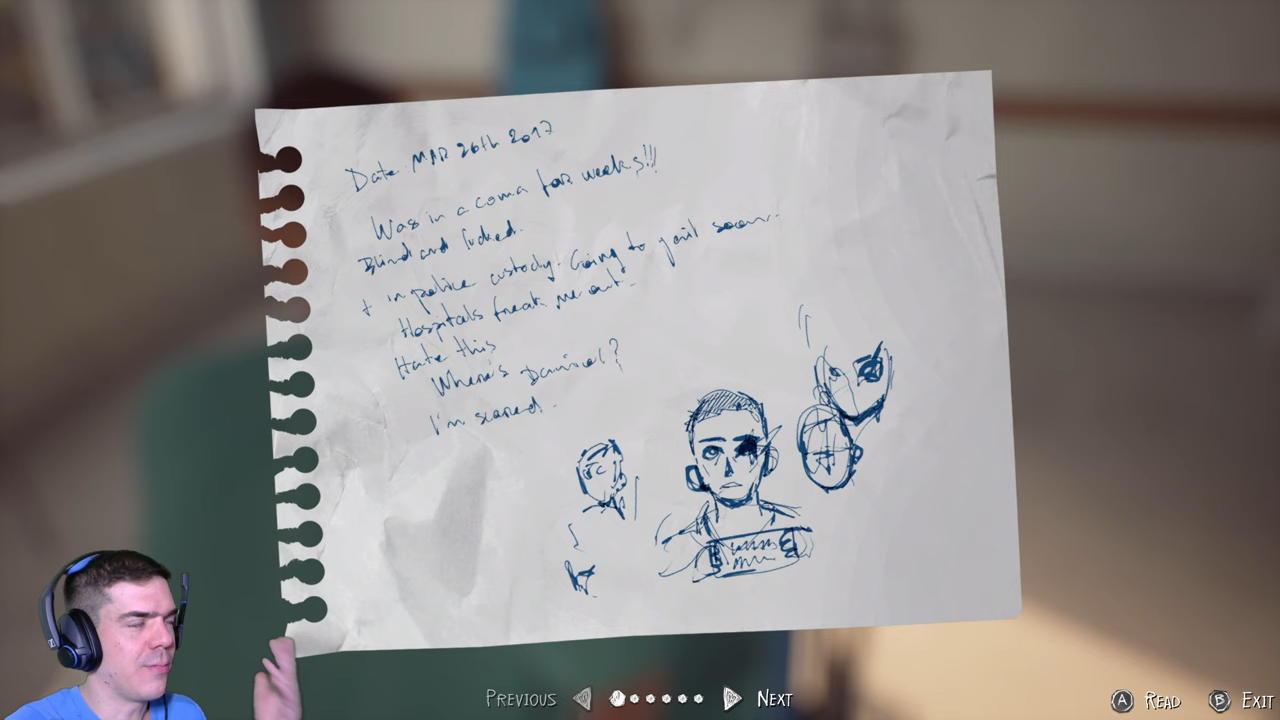 Date MAR 26th 2017
Was in a coma for weeks!!!
Blind and fucked.
+ in police custody. Going to jail soon.
Hospitals freak me out.
Hate this
Where's Daniel?
I'm scared.
PREVIOUS NEXT
A READ B EXIT